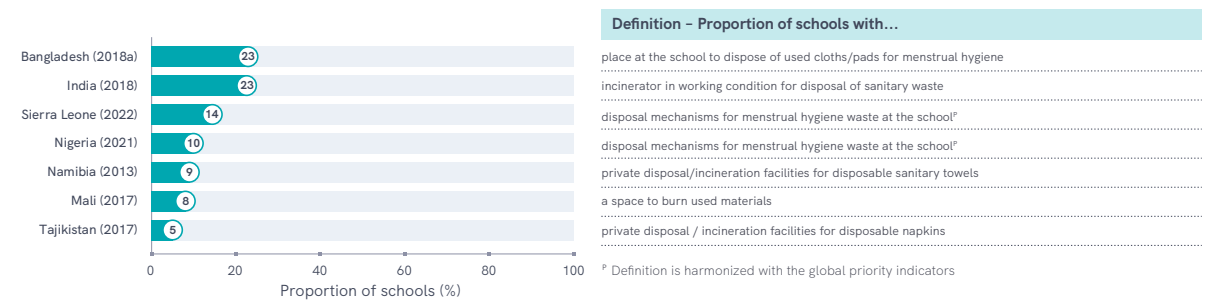 Definition – Proportion of schools with...
Bangladesh (2018a) 23 place at the school to dispose of used cloths/pads for menstrual hygiene
India (2018) 23 incinerator in working condition for disposal of sanitary waste
Sierra Leone (2022) 14 disposal mechanisms for menstrual hygiene waste at the schoolᴾ
Nigeria (2021) 10 disposal mechanisms for menstrual hygiene waste at the schoolᴾ
Namibia (2013) 9 private disposal/incineration facilities for disposable sanitary towels
Mali (2017) 8 a space to burn used materials
Tajikistan (2017) 5 private disposal / incineration facilities for disposable napkins
0 20 40 60 80 100
Proportion of schools (%)
ᴾ Definition is harmonized with the global priority indicators